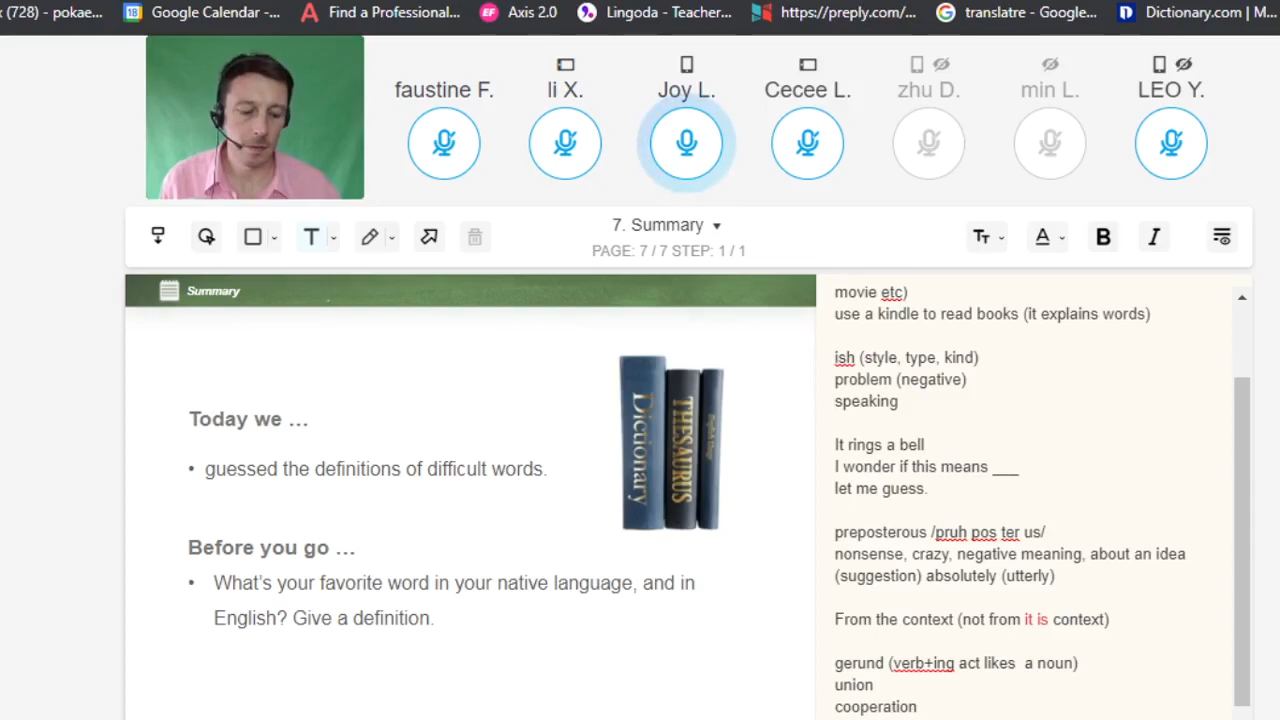 (728) - pokae... Google Calendar -... Find a Professional... EF Axis 2.0 Lingoda - Teacher... https://preply.com/... translatre - Google... Dictionary.com | M...
faustine F. li X. Joy L. Cecee L. zhu D. min L. LEO Y.
7. Summary
PAGE: 7 / 7 STEP: 1 / 1
T TT A B I
Summary
Today we …
• guessed the definitions of difficult words.
Dictionary
THESAURUS
Before you go …
• What's your favorite word in your native language, and in
English? Give a definition.
movie etc)
use a kindle to read books (it explains words)
ish (style, type, kind)
problem (negative)
speaking
It rings a bell
I wonder if this means ___
let me guess.
preposterous /pruh pos ter us/
nonsense, crazy, negative meaning, about an idea
(suggestion) absolutely (utterly)
From the context (not from it is context)
gerund (verb+ing act likes a noun)
union
cooperation